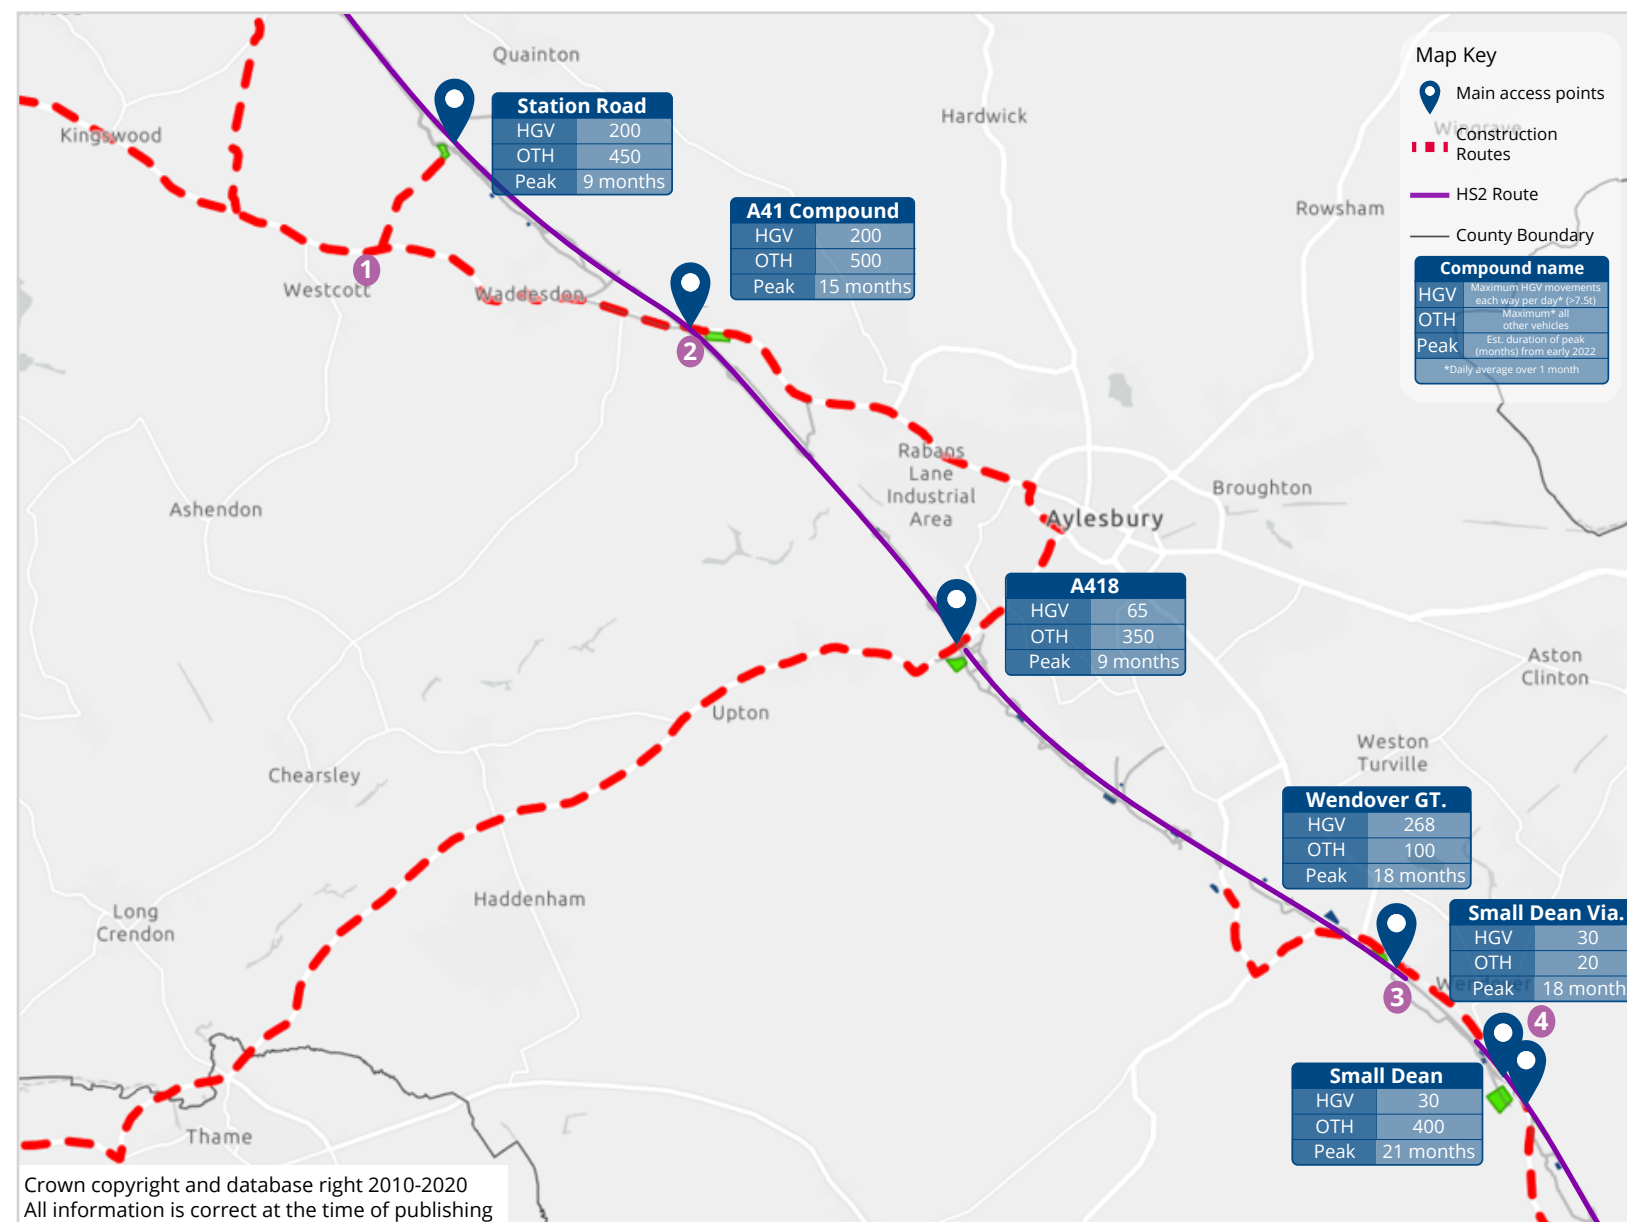 Quainton
Hardwick
Kingswood
Rowsham
Westcott
Waddesdon
Rabans
Lane
Industrial
Area
Broughton
Aylesbury
Ashendon
Aston
Clinton
Upton
Weston
Turville
Chearsley
Haddenham
Long
Crendon
Thame
Station Road
HGV 200
OTH 450
Peak 9 months
A41 Compound
HGV 200
OTH 500
Peak 15 months
A418
HGV 65
OTH 350
Peak 9 months
Wendover GT.
HGV 268
OTH 100
Peak 18 months
Small Dean Via.
HGV 30
OTH 20
Peak 18 month
Small Dean
HGV 30
OTH 400
Peak 21 months
1
2
3
4
Wendover
Map Key
Main access points
Wingrave
Construction
Routes
HS2 Route
County Boundary
Compound name
HGV Maximum HGV movements
each way per day* (>7.5t)
OTH Maximum* all
other vehicles
Peak Est. duration of peak
(months) from early 2022
*Daily average over 1 month
Crown copyright and database right 2010-2020
All information is correct at the time of publishing